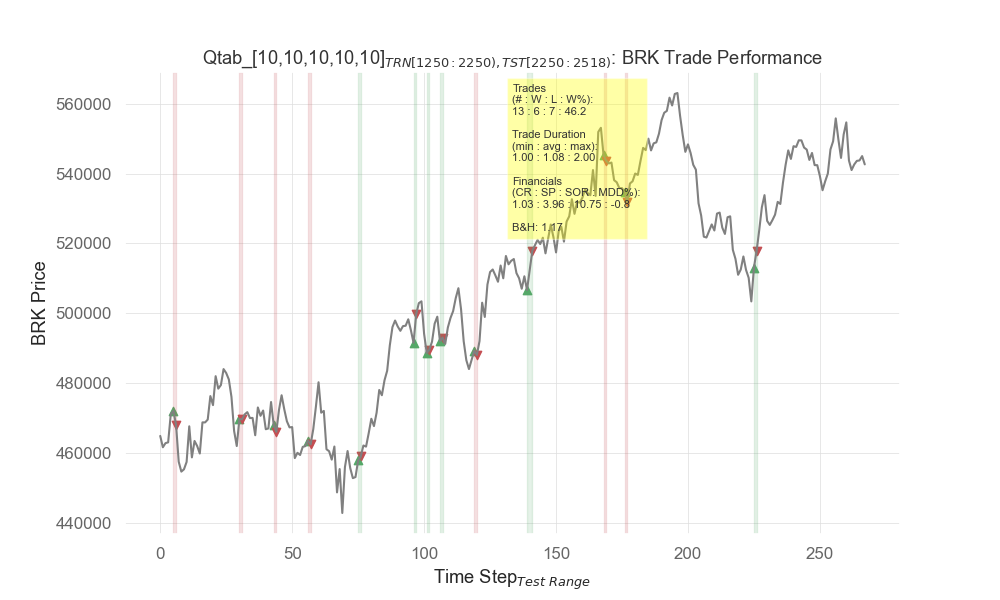 Qtab_[10,10,10,10,10]TRN[1250:2250),TST[2250:2518): BRK Trade Performance
Trades
(# : W : L : W%):
13 : 6 : 7 : 46.2
Trade Duration
(min : avg : max):
1.00 : 1.08 : 2.00
Financials
(CR : SP : SOR : MDD%):
1.03 : 3.96 : 10.75 : -0.8
B&H: 1.17
BRK Price
560000
540000
520000
500000
480000
460000
440000
0 50 100 150 200 250
Time Step Test Range